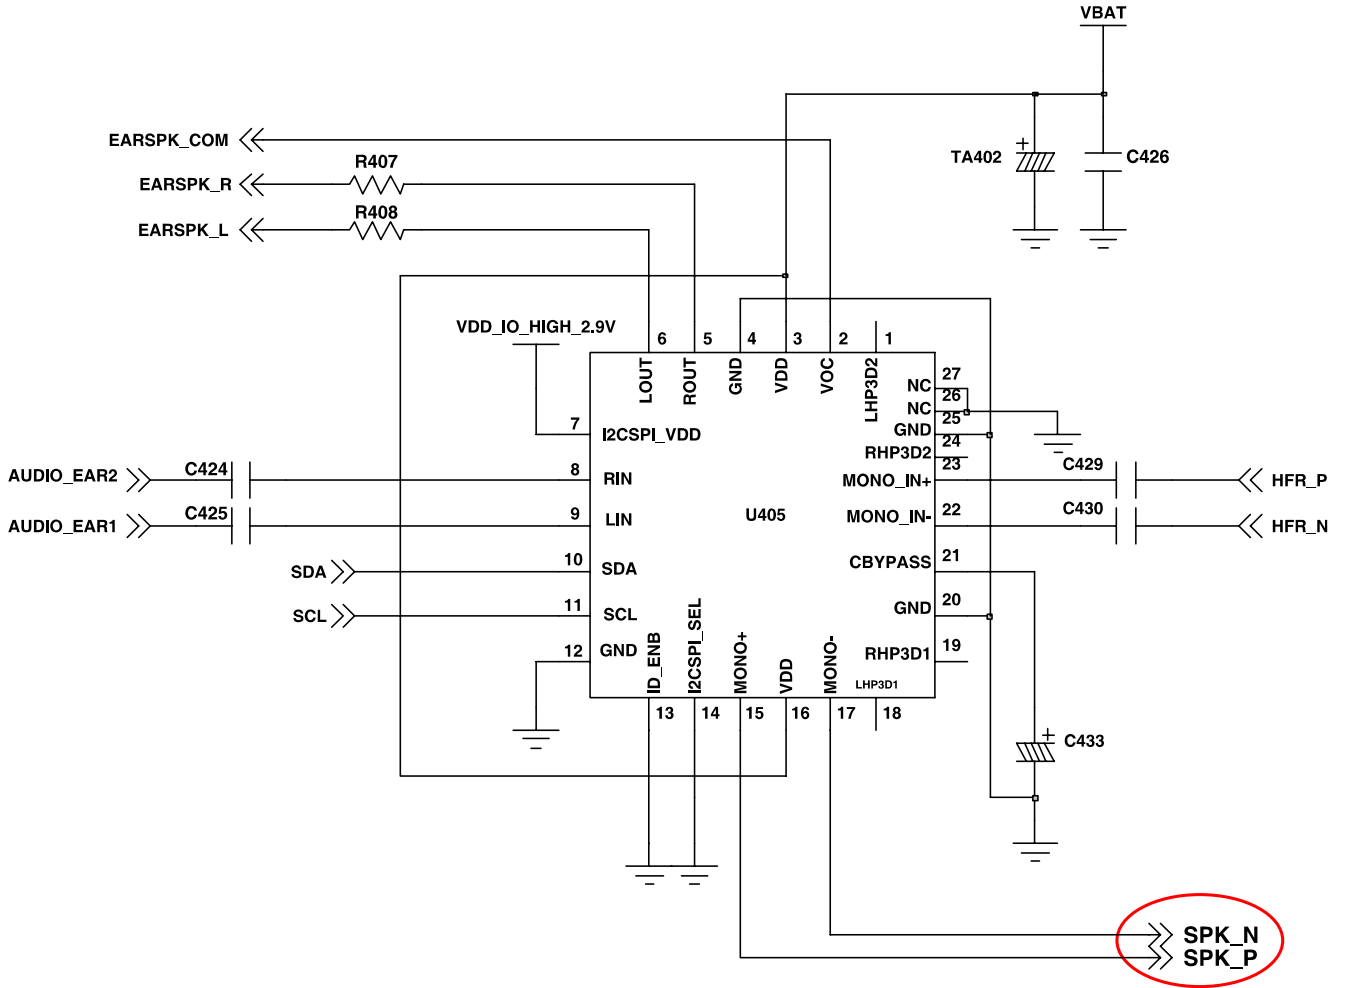 VBAT
EARSPK_COM
R407
TA402
C426
EARSPK_R
R408
EARSPK_L
VDD_IO_HIGH_2.9V
6 5 4 3 2 1
LOUT ROUT GND VDD VOC LHP3D2
27
NC
26
NC
25
7
GND
I2CSPI_VDD
24
RHP3D2
23
C424
8
C429
AUDIO_EAR2
RIN
MONO_IN+
HFR_P
C425
9
U405
22
C430
AUDIO_EAR1
LIN
MONO_IN-
HFR_N
10
21
SDA
SDA
CBYPASS
11
20
SCL
SCL
GND
12
19
GND
RHP3D1
ID_ENB I2CSPI_SEL MONO+ VDD MONO- LHP3D1
13 14 15 16 17 18
+
C433
+
SPK_N
SPK_P